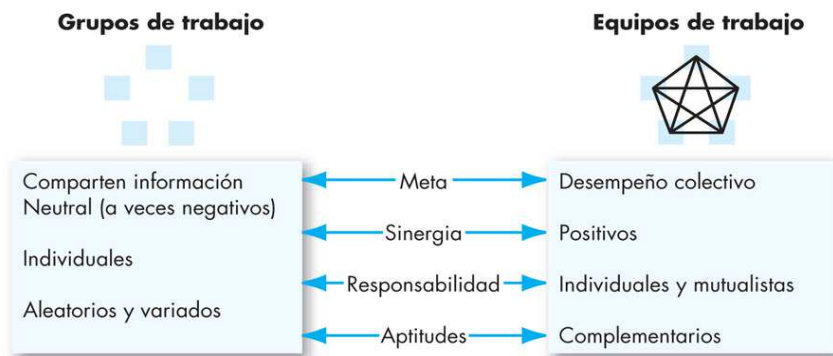 Grupos de trabajo
Equipos de trabajo
Comparten información
Neutral (a veces negativos)
Individuales
Aleatorios y variados
Meta
Sinergia
Responsabilidad
Aptitudes
Desempeño colectivo
Positivos
Individuales y mutualistas
Complementarios